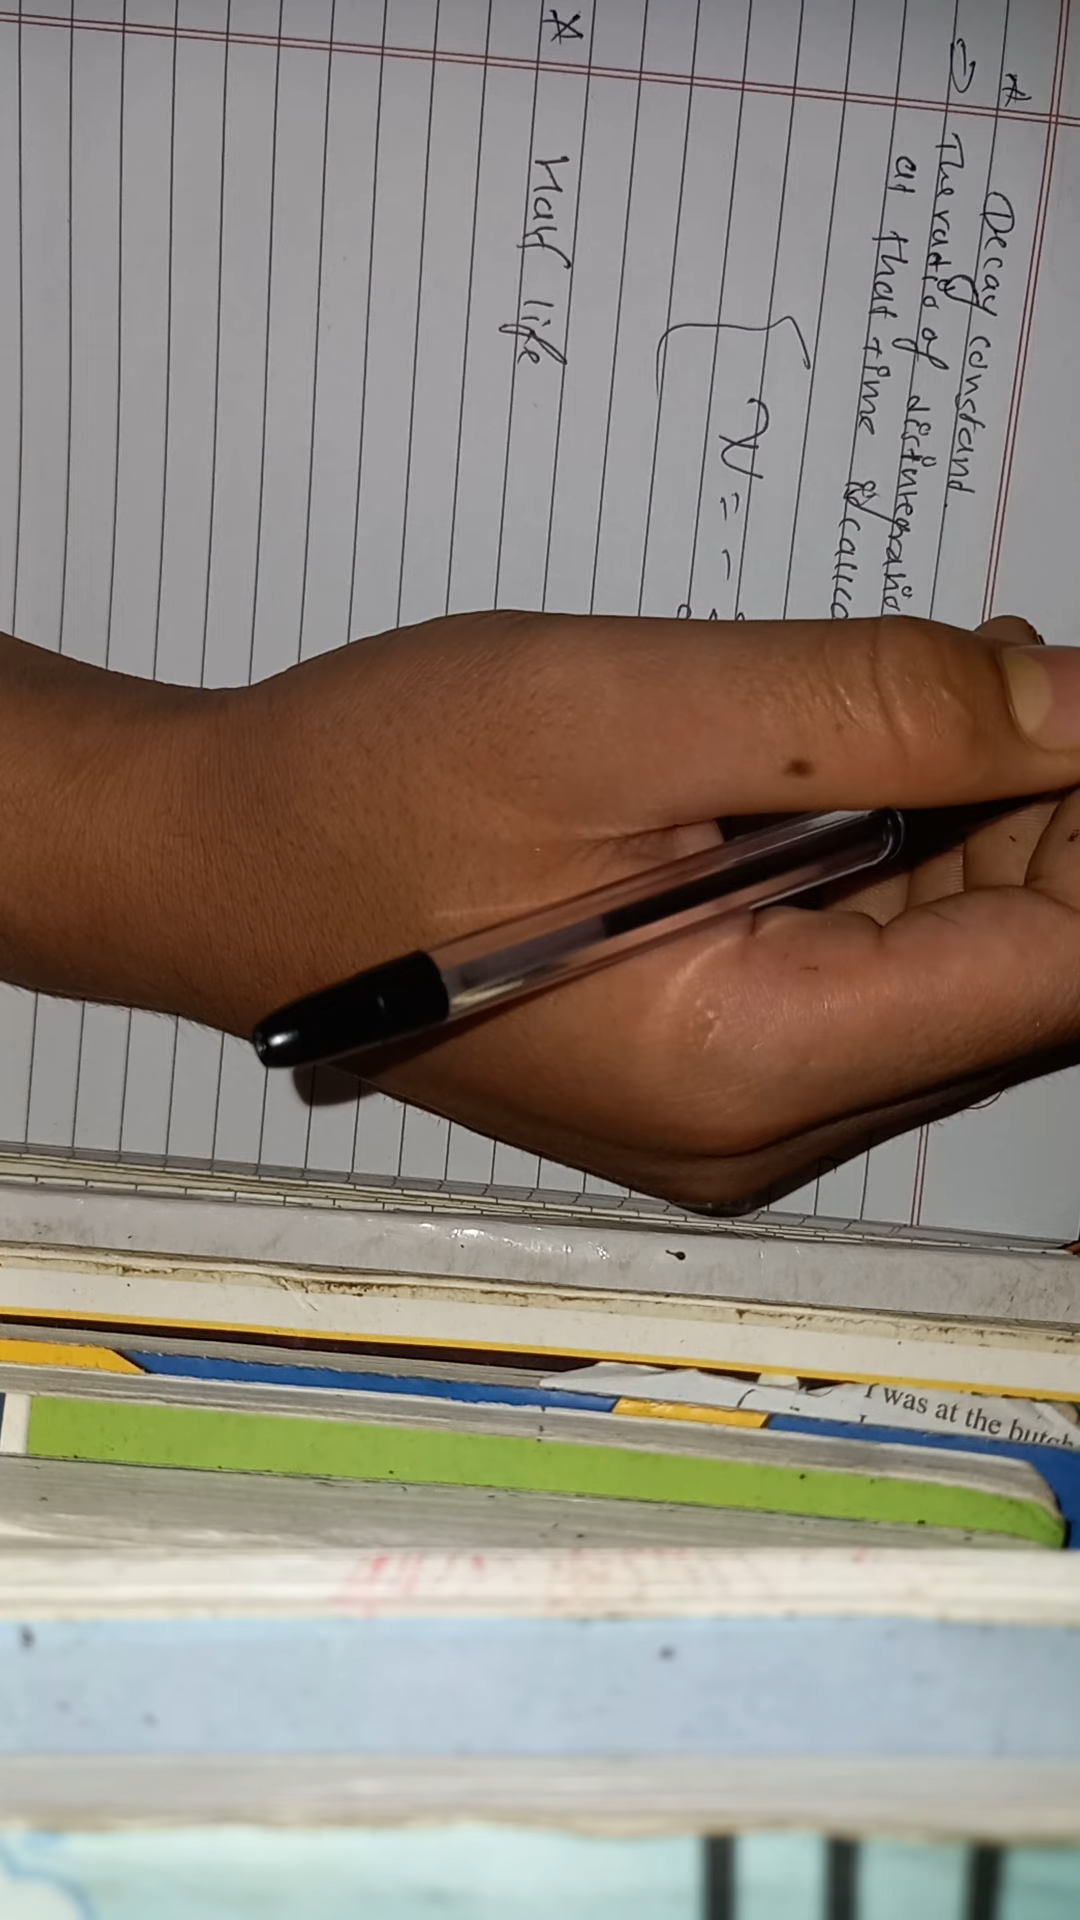 * Decay constand.
⇒ The ratio of disintegratio
at that time is called
λ = -
* Half life
I was at the butch